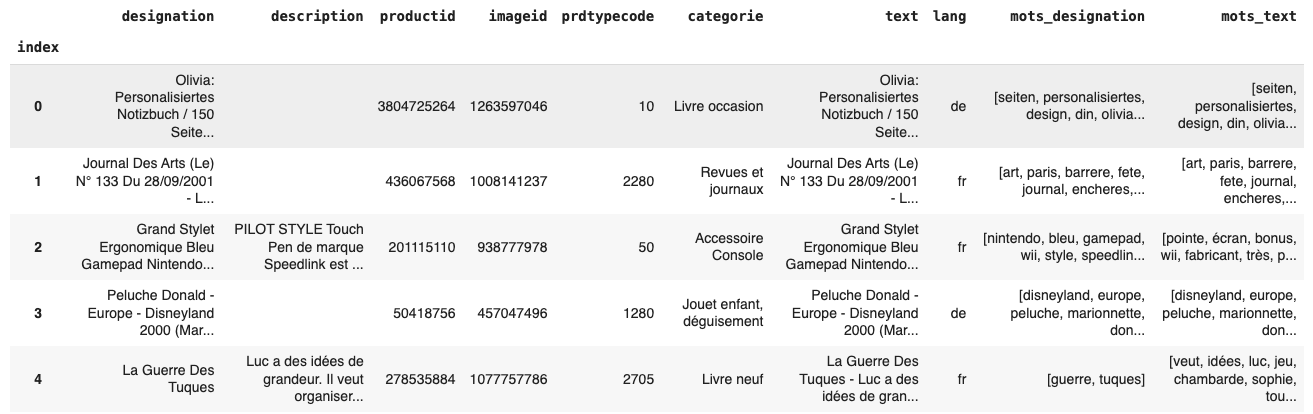 designation description productid imageid prdtypecode categorie text lang mots_designation mots_text
index
0
Olivia:
Personalisiertes
Notizbuch / 150
Seite...
3804725264 1263597046 10 Livre occasion
Olivia:
Personalisiertes
Notizbuch / 150
Seite...
de
[seiten, personalisiertes,
design, din, olivia...
[seiten,
personalisiertes,
design, din, olivia...
1
Journal Des Arts (Le)
N° 133 Du 28/09/2001
- L...
436067568 1008141237 2280
Revues et
journaux
Journal Des Arts (Le)
N° 133 Du 28/09/2001
- L...
fr
[art, paris, barrere, fete,
journal, encheres,...
[art, paris, barrere,
fete, journal,
encheres,...
2
Grand Stylet
Ergonomique Bleu
Gamepad Nintendo...
PILOT STYLE Touch
Pen de marque
Speedlink est ...
201115110 938777978 50
Accessoire
Console
Grand Stylet
Ergonomique Bleu
Gamepad Nintendo...
fr
[nintendo, bleu, gamepad,
wii, style, speedlin...
[pointe, écran, bonus,
wii, fabricant, très, p...
3
Peluche Donald -
Europe - Disneyland
2000 (Mar...
50418756 457047496 1280
Jouet enfant,
déguisement
Peluche Donald -
Europe - Disneyland
2000 (Mar...
de
[disneyland, europe,
peluche, marionnette,
don...
[disneyland, europe,
peluche, marionnette,
don...
4
La Guerre Des
Tuques
Luc a des idées de
grandeur. Il veut
organiser...
278535884 1077757786 2705 Livre neuf
La Guerre Des
Tuques - Luc a des
idées de gran...
fr
[guerre, tuques]
[veut, idées, luc, jeu,
chambarde, sophie,
tou...